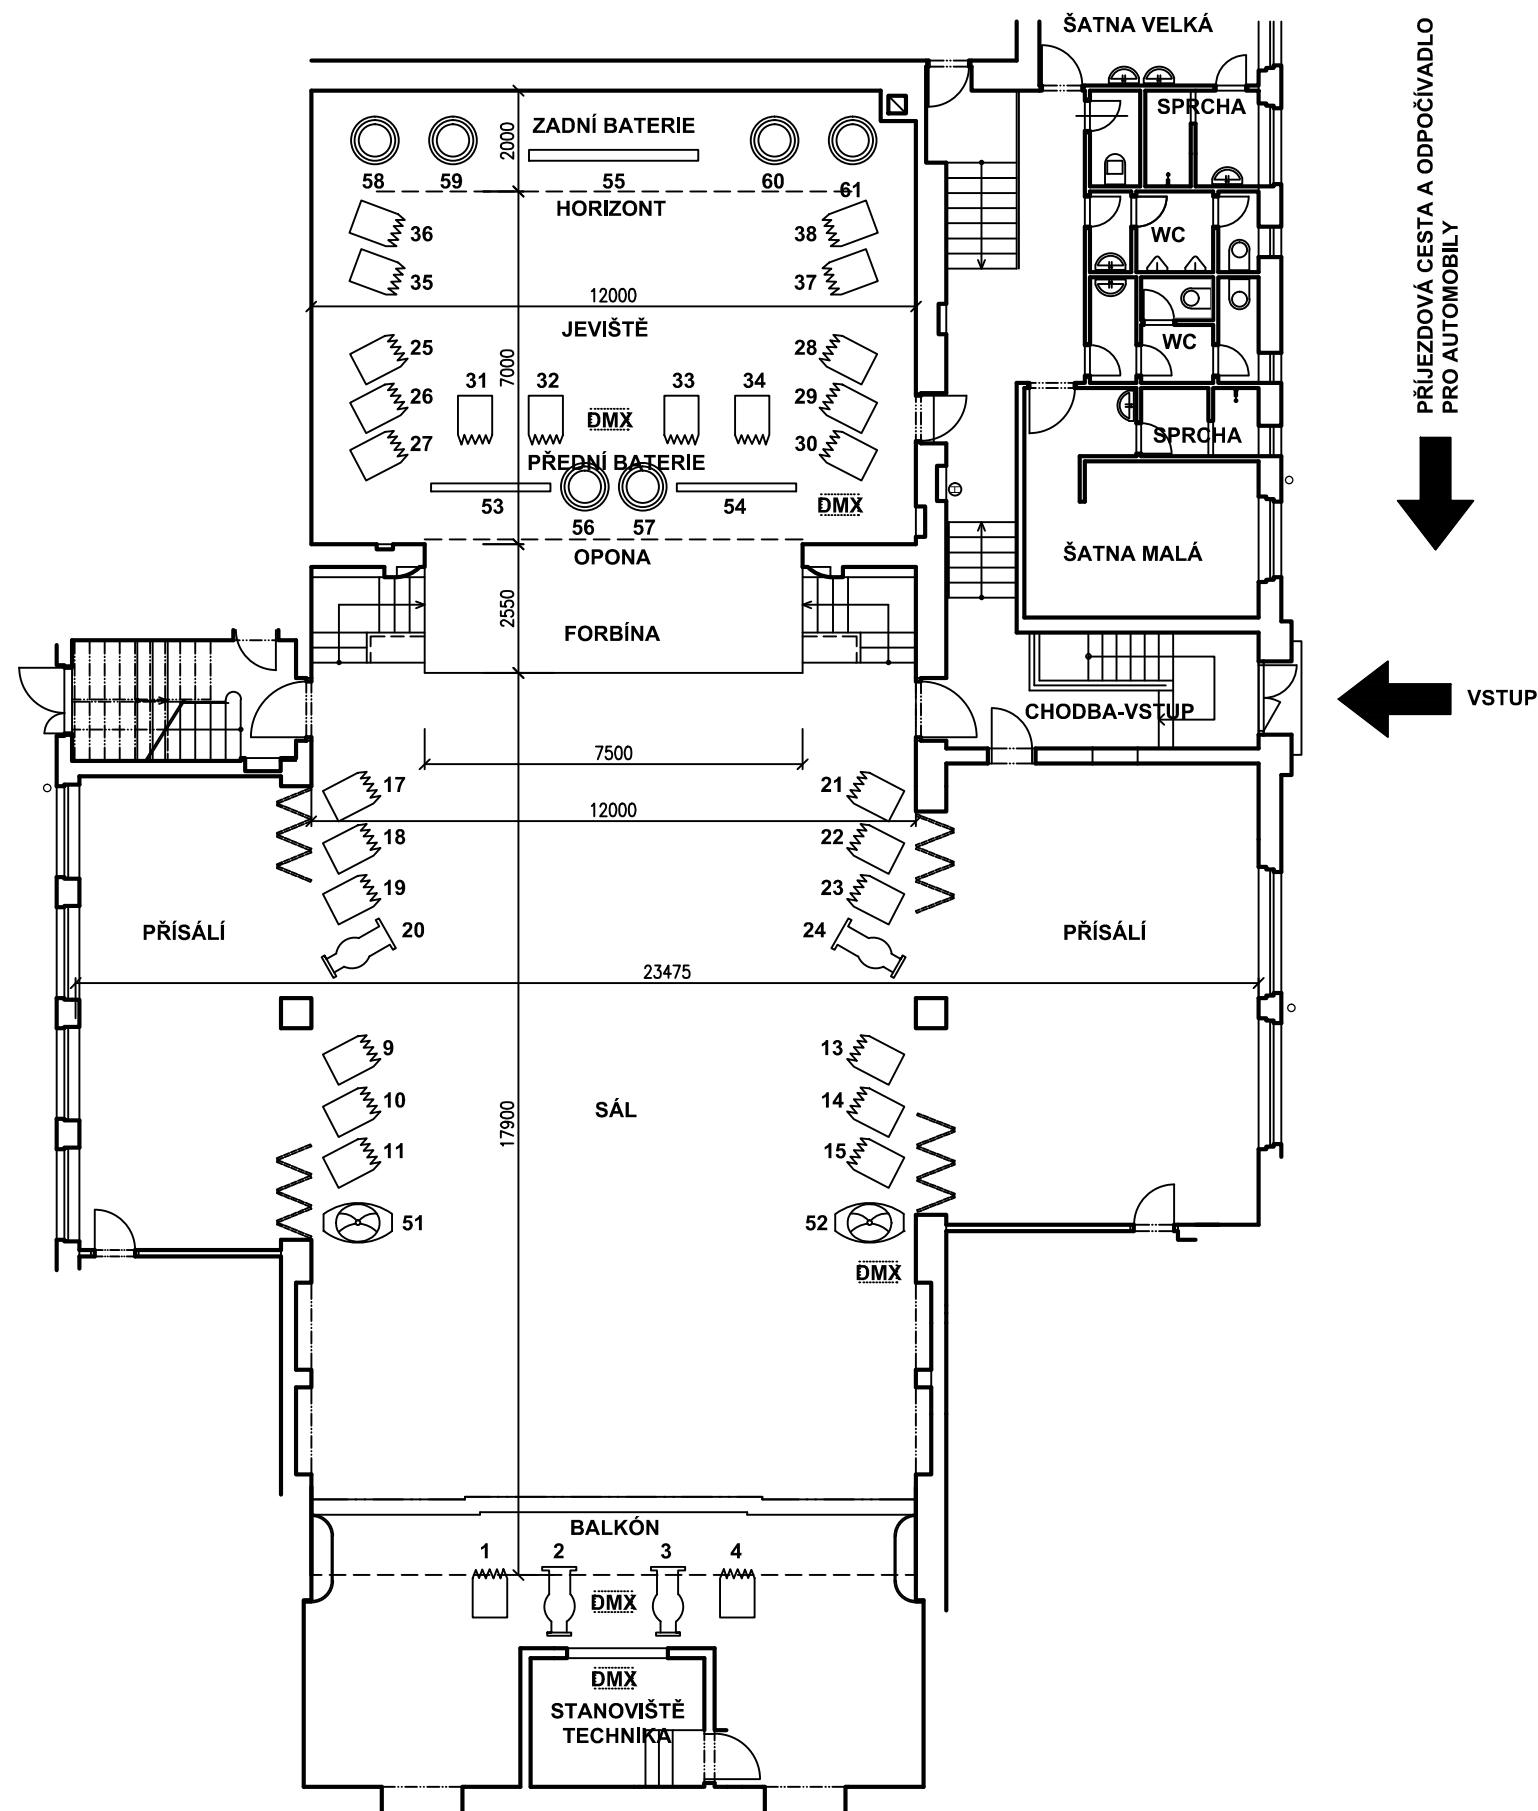 ŠATNA VELKÁ
SPRCHA
ZADNÍ BATERIE
2000
58
59
55
60
61
HORIZONT
36
38
WC
35
37
12000
JEVIŠTĚ
25
28
WC
7000
31
32
33
34
26
29
DMX
27
30
SPRCHA
PŘEDNÍ BATERIE
53
54
DMX
56
57
OPONA
ŠATNA MALÁ
2550
FORBÍNA
PŘÍJEZDOVÁ CESTA A ODPOČÍVADLO
PRO AUTOMOBILY
VSTUP
CHODBA-VSTUP
7500
17
21
12000
18
22
19
23
20
24
PŘÍSÁLÍ
PŘÍSÁLÍ
23475
9
13
10
14
SÁL
17900
11
15
51
52
DMX
BALKÓN
1
2
3
4
DMX
DMX
STANOVIŠTĚ
TECHNIKA